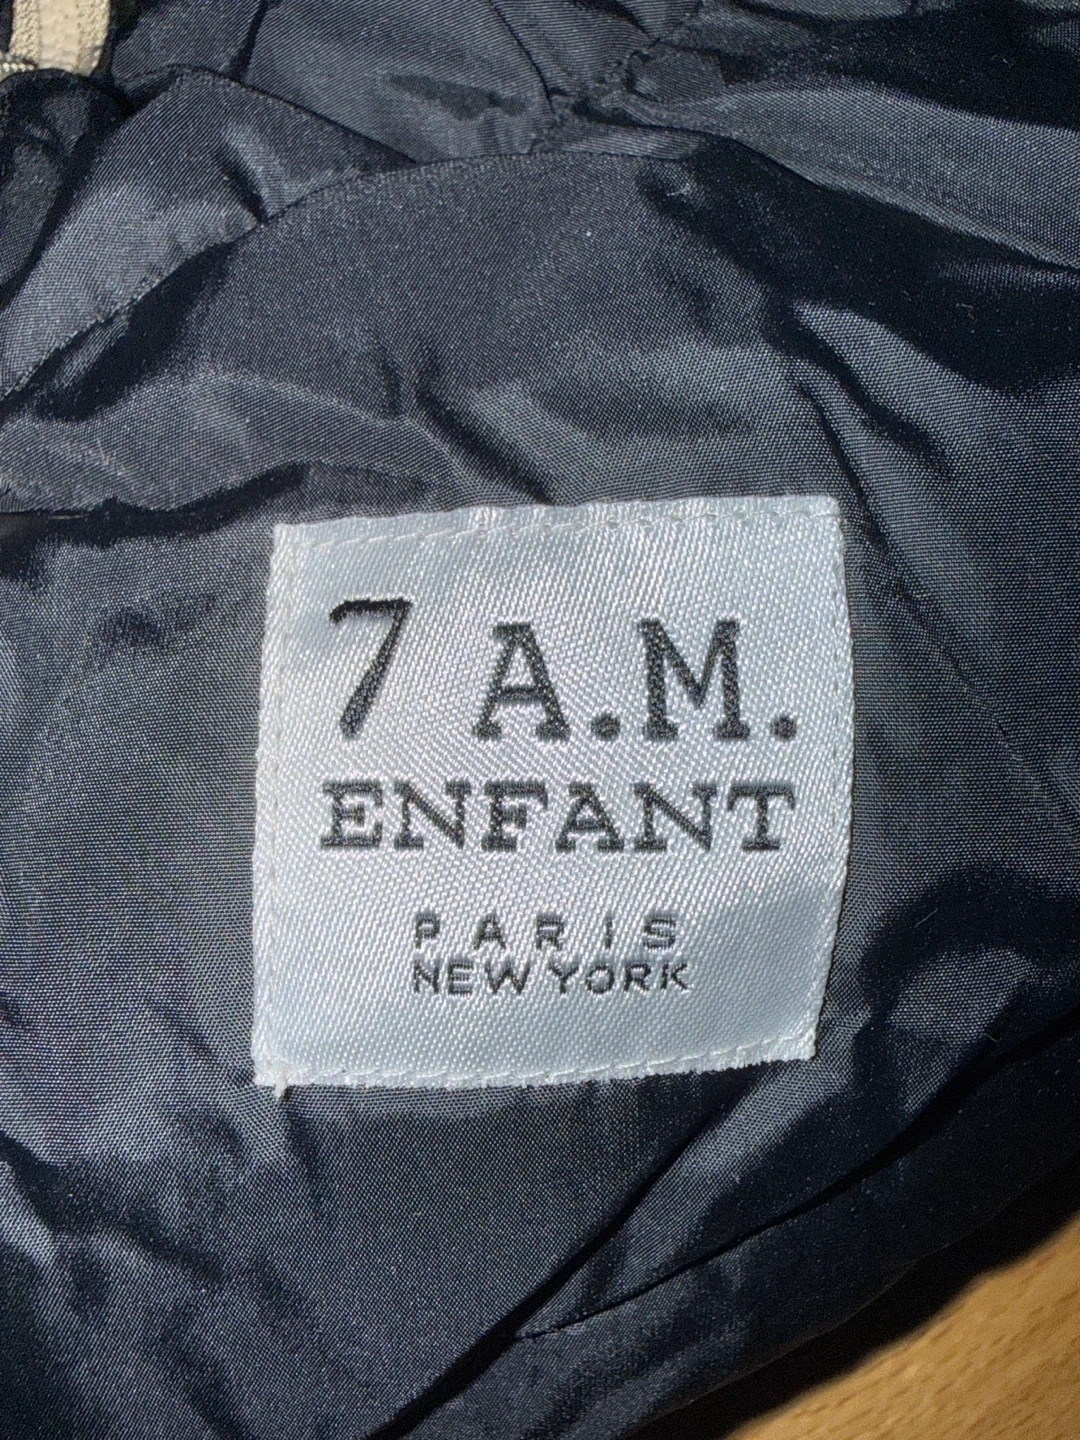 7 A.M.
ENFANT
PARIS
NEW YORK